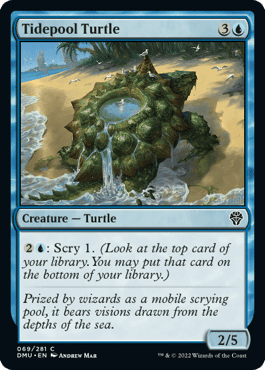 Tidepool Turtle 3
Creature — Turtle
2: Scry 1. (Look at the top card of
your library. You may put that card
on the bottom of your library.)
Prized by wizards as a mobile scrying
pool, it bears visions drawn from the
depths of the sea.
2/5
069/281 C
DMU • EN Andrew Mar
™ & © 2022 Wizards of the Coast